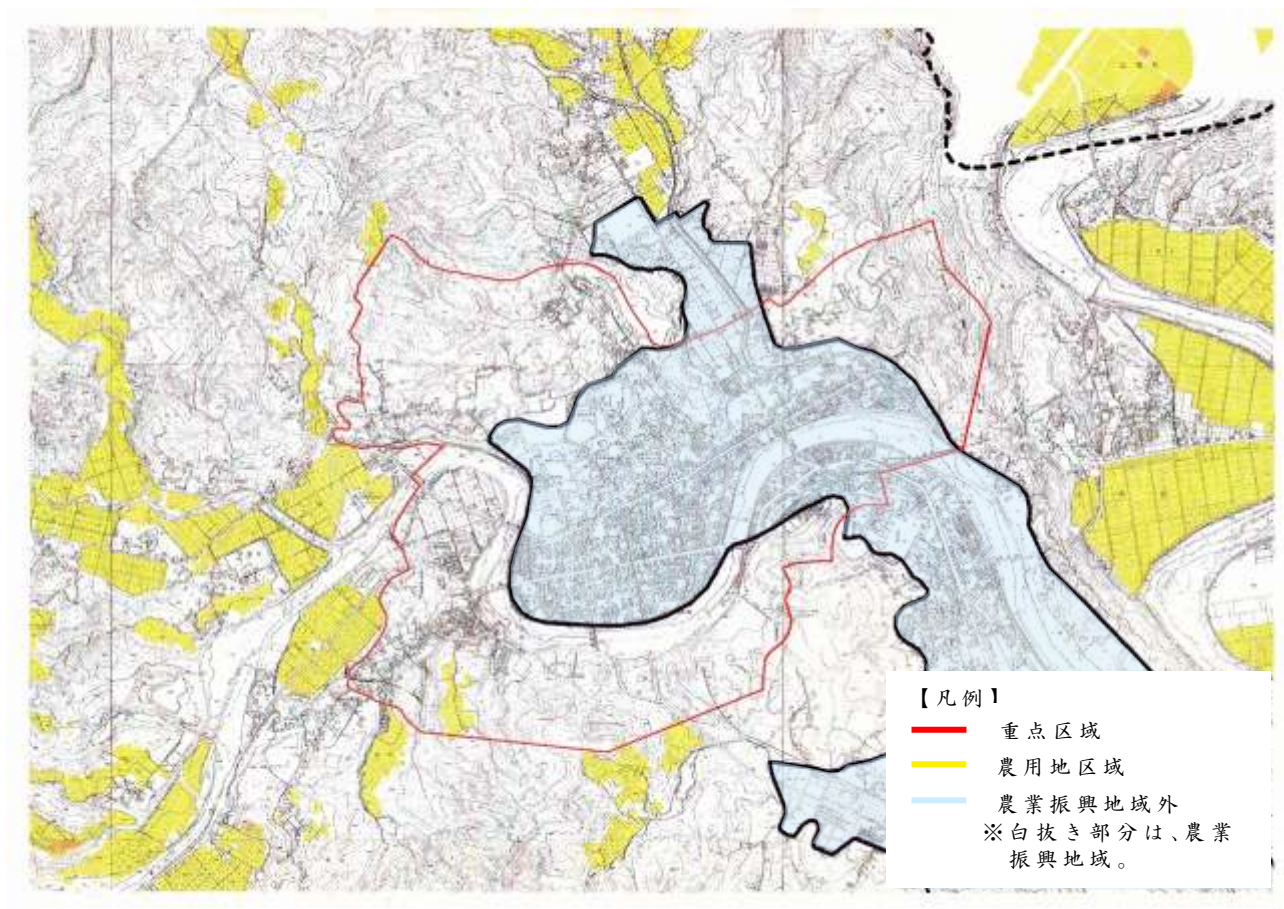 【凡例】
重点区域
農用地区域
農業振興地域外
※白抜き部分は、農業
振興地域。